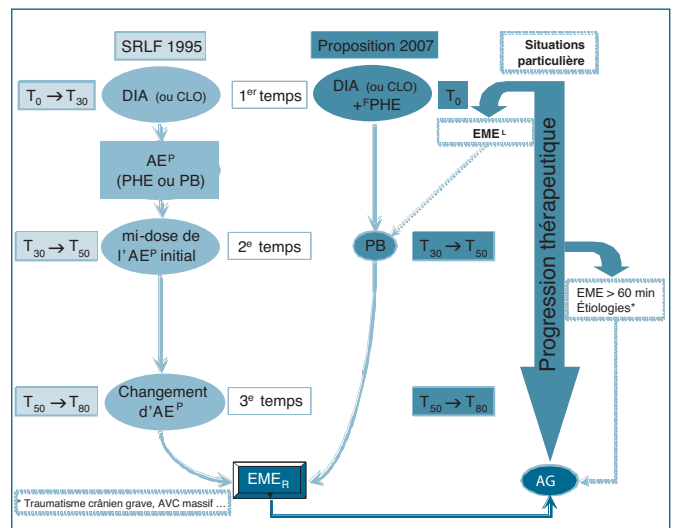 SRLF 1995
Proposition 2007
Situations
particulière
T₀ → T₃₀
DIA (ou CLO)
1er temps
DIA (ou CLO)
+ᶠPHE
T₀
EMEᴸ
AEᴾ
(PHE ou PB)
Progression thérapeutique
T₃₀ → T₅₀
mi-dose de
l'AEᴾ initial
2e temps
PB
T₃₀ → T₅₀
EME > 60 min
Étiologies*
T₅₀ → T₈₀
Changement
d'AEᴾ
3e temps
T₅₀ → T₈₀
EME_R
AG
* Traumatisme crânien grave, AVC massif ...